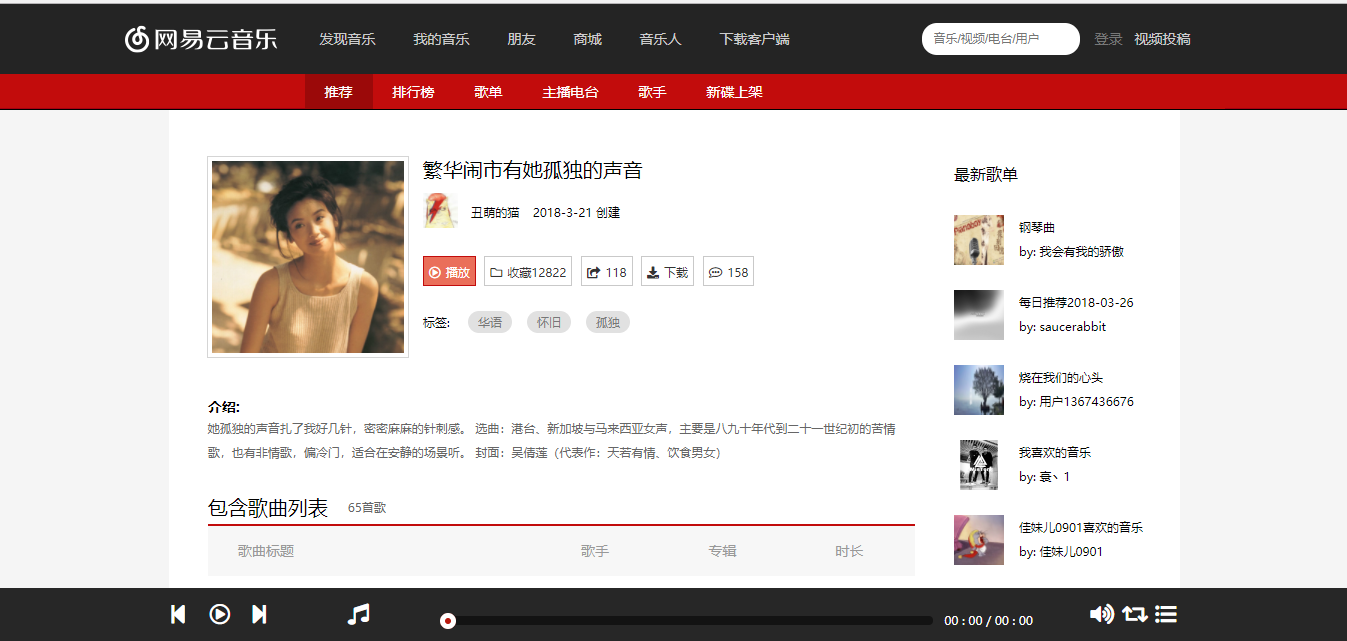 网易云音乐 发现音乐 我的音乐 朋友 商城 音乐人 下载客户端 音乐/视频/电台/用户 登录 视频投稿
推荐 排行榜 歌单 主播电台 歌手 新碟上架
繁华闹市有她孤独的声音
丑萌的猫 2018-3-21 创建
播放 收藏12822 118 下载 158
标签: 华语 怀旧 孤独
介绍:
她孤独的声音扎了我好几针，密密麻麻的针刺感。 选曲：港台、新加坡与马来西亚女声，主要是八九十年代到二十一世纪初的苦情
歌，也有非情歌，偏冷门，适合在安静的场景听。 封面：吴倩莲（代表作：天若有情、饮食男女）
包含歌曲列表 65首歌
歌曲标题 歌手 专辑 时长
最新歌单
钢琴曲
by: 我会有我的骄傲
每日推荐2018-03-26
by: saucerabbit
烧在我们的心头
by: 用户1367436676
我喜欢的音乐
by: 袁丶1
佳妹儿0901喜欢的音乐
by: 佳妹儿0901
00 : 00 / 00 : 00